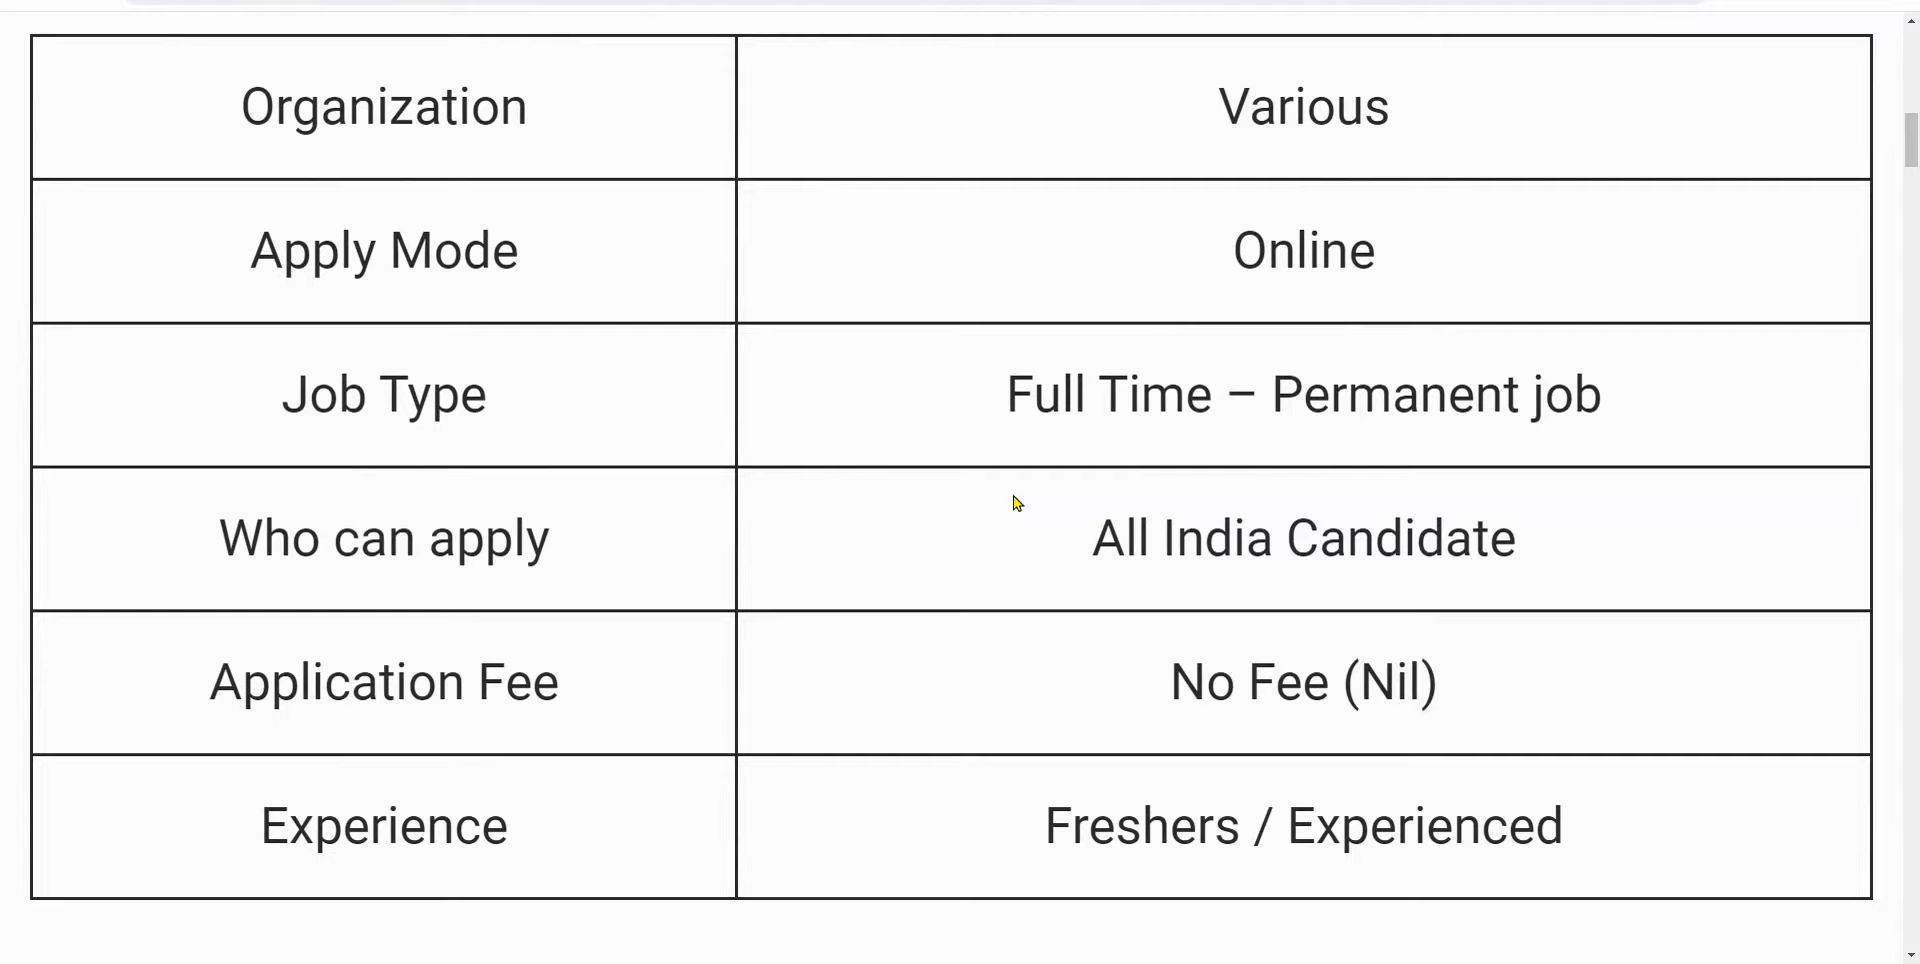 Organization Various
Apply Mode Online
Job Type Full Time – Permanent job
Who can apply All India Candidate
Application Fee No Fee (Nil)
Experience Freshers / Experienced